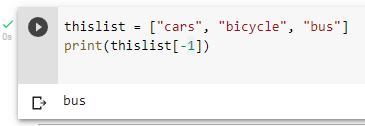 0s
thislist = ["cars", "bicycle", "bus"]
print(thislist[-1])
bus